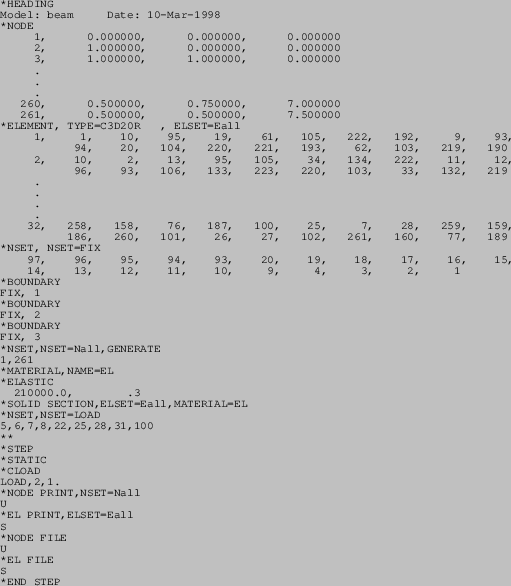 *HEADING
Model: beam     Date: 10-Mar-1998
*NODE
1,      0.000000,      0.000000,      0.000000
2,      1.000000,      0.000000,      0.000000
3,      1.000000,      1.000000,      0.000000
.
.
.
260,      0.500000,      0.750000,      7.000000
261,      0.500000,      0.500000,      7.500000
*ELEMENT, TYPE=C3D20R   , ELSET=Eall
1,     1,    10,    95,    19,    61,   105,   222,   192,     9,    93,
94,    20,   104,   220,   221,   193,    62,   103,   219,   190
2,    10,     2,    13,    95,   105,    34,   134,   222,    11,    12,
96,    93,   106,   133,   223,   220,   103,    33,   132,   219
.
.
.
.
32,   258,   158,    76,   187,   100,    25,     7,    28,   259,   159,
186,   260,   101,    26,    27,   102,   261,   160,    77,   189
*NSET, NSET=FIX
97,    96,    95,    94,    93,    20,    19,    18,    17,    16,    15,
14,    13,    12,    11,    10,     9,     4,     3,     2,     1
*BOUNDARY
FIX, 1
*BOUNDARY
FIX, 2
*BOUNDARY
FIX, 3
*NSET,NSET=Nall,GENERATE
1,261
*MATERIAL,NAME=EL
*ELASTIC
210000.0,        .3
*SOLID SECTION,ELSET=Eall,MATERIAL=EL
*NSET,NSET=LOAD
5,6,7,8,22,25,28,31,100
**
*STEP
*STATIC
*CLOAD
LOAD,2,1.
*NODE PRINT,NSET=Nall
U
*EL PRINT,ELSET=Eall
S
*NODE FILE
U
*EL FILE
S
*END STEP